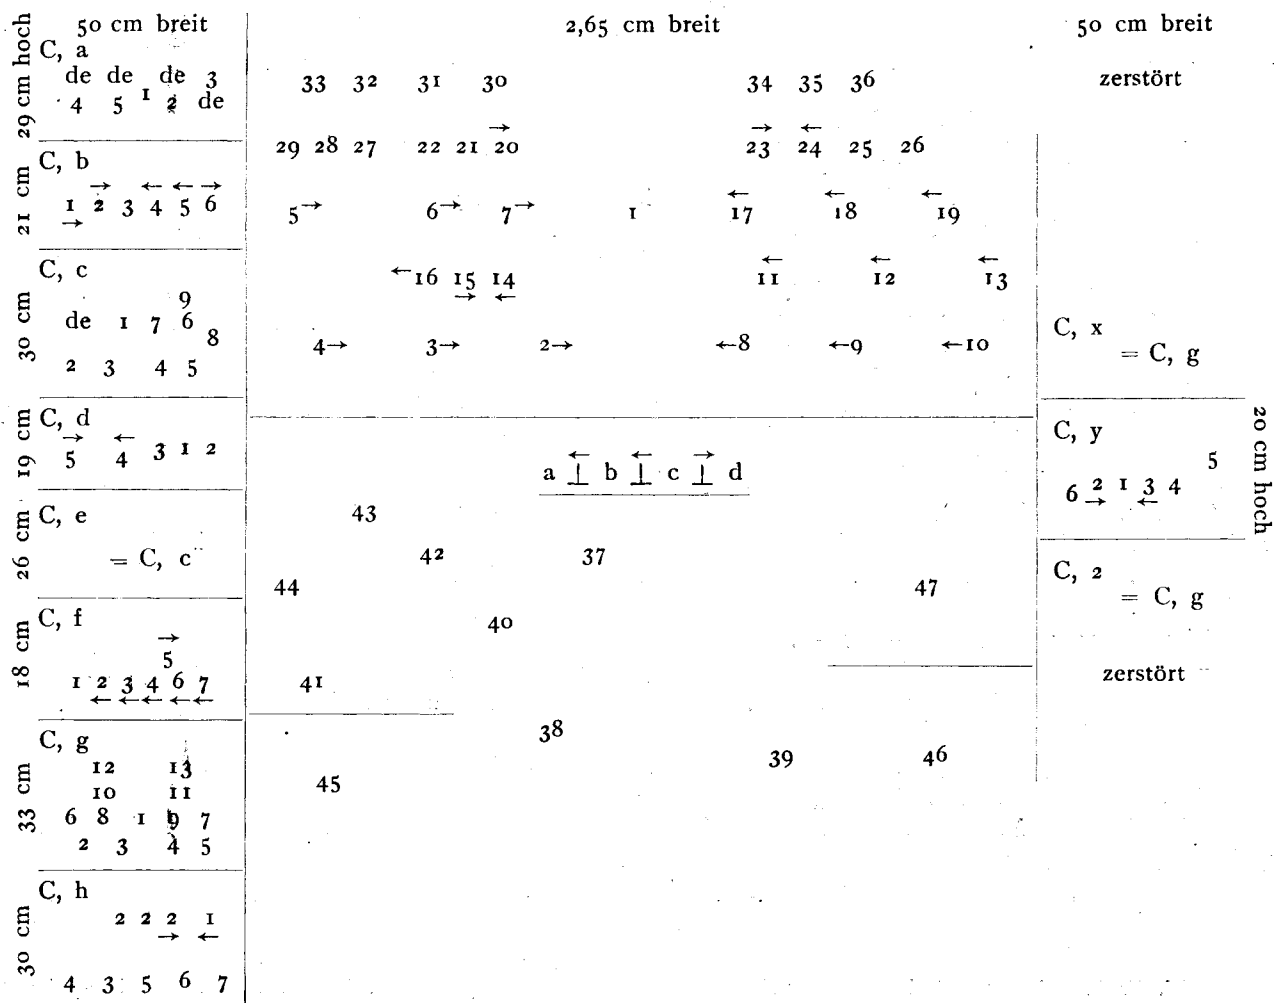 50 cm breit
29 cm hoch
C, a
de de de 3
4 5 1 2 de
21 cm
C, b
→ ← ← →
1 2 3 4 5 6
→
30 cm
C, c
9
de 1 7 6
8
2 3 4 5
19 cm
C, d
→ ←
5 4 3 1 2
26 cm
C, e
= C, c
18 cm
C, f
→
5
1 2 3 4 6 7
← ← ← ← ←
33 cm
C, g
12 13
10 11
6 8 1 9 7
2 3 4 5
30 cm
C, h
2 2 2 1
→ ←
4 3 5 6 7
2,65 cm breit
33 32 31 30 34 35 36
→ → ←
29 28 27 22 21 20 23 24 25 26
← ← ←
5→ 6→ 7→ 1 17 18 19
← ← ←
←16 15 14 11 12 13
→ ←
4→ 3→ 2→ ←8 ←9 ←10
← ← →
a ⊥ b ⊥ c ⊥ d
43
42 37
44 47
40
41
38
39 46
45
50 cm breit
zerstört
C, x
= C, g
20 cm hoch
C, y
5
6 2 1 3 4
→ ←
C, 2
= C, g
zerstört